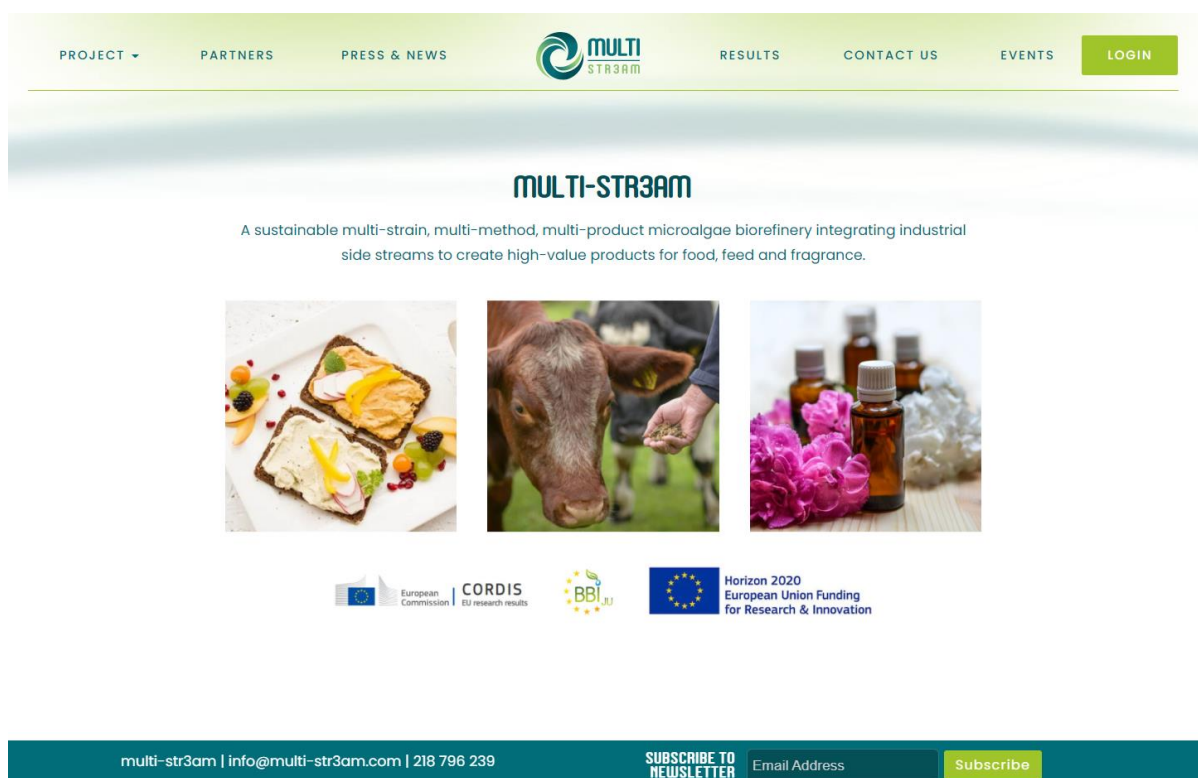 PROJECT
PARTNERS
PRESS & NEWS
MULTI
STR3AM
RESULTS
CONTACT US
EVENTS
LOGIN
MULTI-STR3AM
A sustainable multi-strain, multi-method, multi-product microalgae biorefinery integrating industrial
side streams to create high-value products for food, feed and fragrance.
European
Commission
CORDIS
EU research results
BBI JU
Horizon 2020
European Union Funding
for Research & Innovation
multi-str3am | info@multi-str3am.com | 218 796 239
SUBSCRIBE TO
NEWSLETTER
Email Address
Subscribe